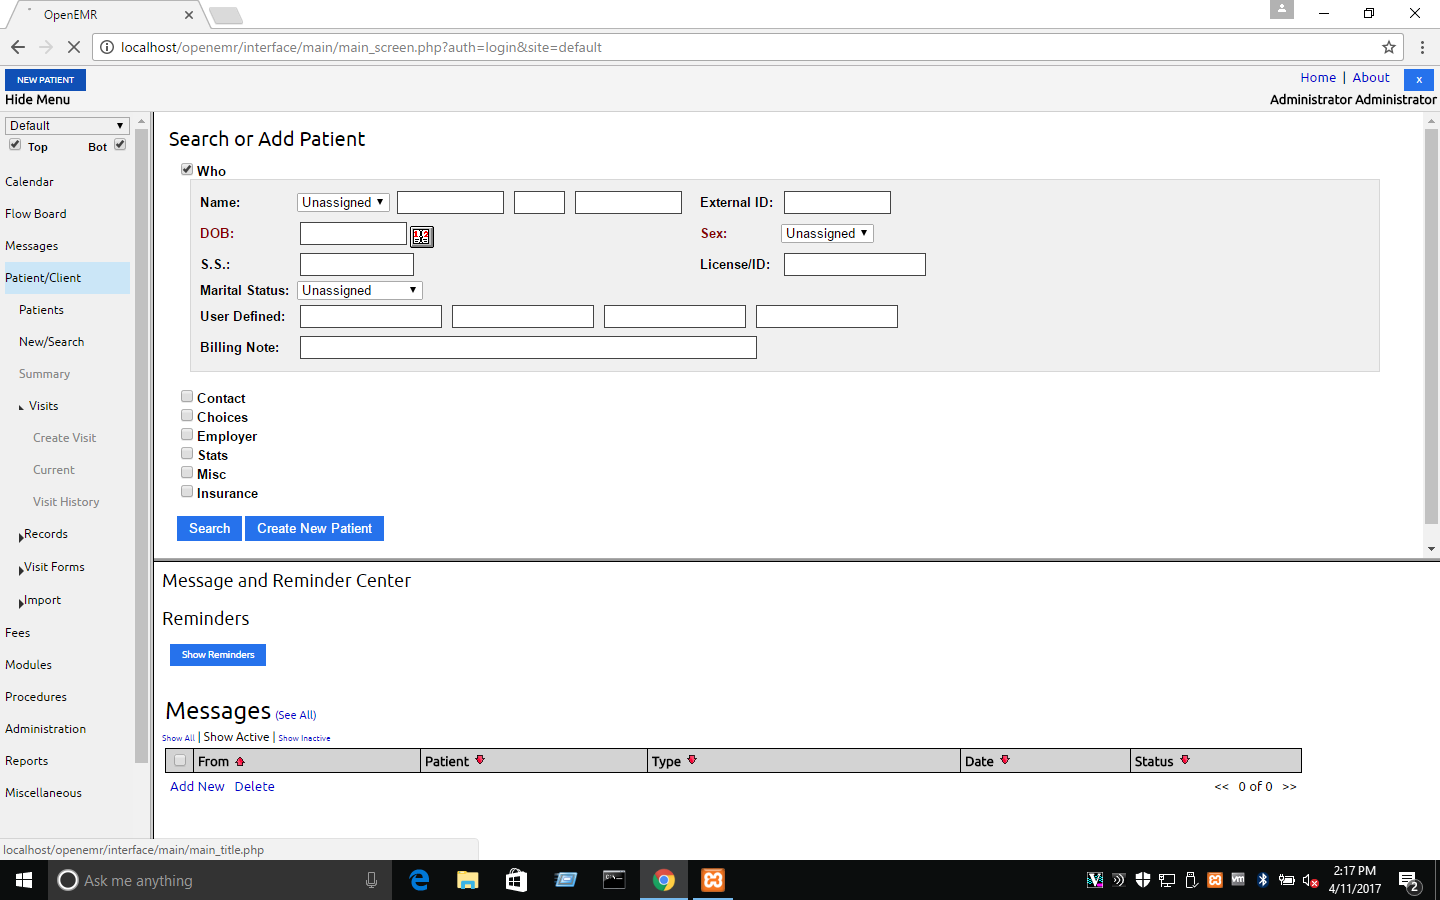 OpenEMR
localhost/openemr/interface/main/main_screen.php?auth=login&site=default
NEW PATIENT
Home | About x
Hide Menu
Administrator Administrator
Default
Top Bot
Calendar
Flow Board
Messages
Patient/Client
Patients
New/Search
Summary
Visits
Create Visit
Current
Visit History
Records
Visit Forms
Import
Fees
Modules
Procedures
Administration
Reports
Miscellaneous
Search or Add Patient
Who
Name: Unassigned External ID:
DOB: Sex: Unassigned
S.S.: License/ID:
Marital Status: Unassigned
User Defined:
Billing Note:
Contact
Choices
Employer
Stats
Misc
Insurance
Search Create New Patient
Message and Reminder Center
Reminders
Show Reminders
Messages (See All)
Show All | Show Active | Show Inactive
From Patient Type Date Status
Add New Delete << 0 of 0 >>
localhost/openemr/interface/main/main_title.php
Ask me anything
2:17 PM
4/11/2017
2